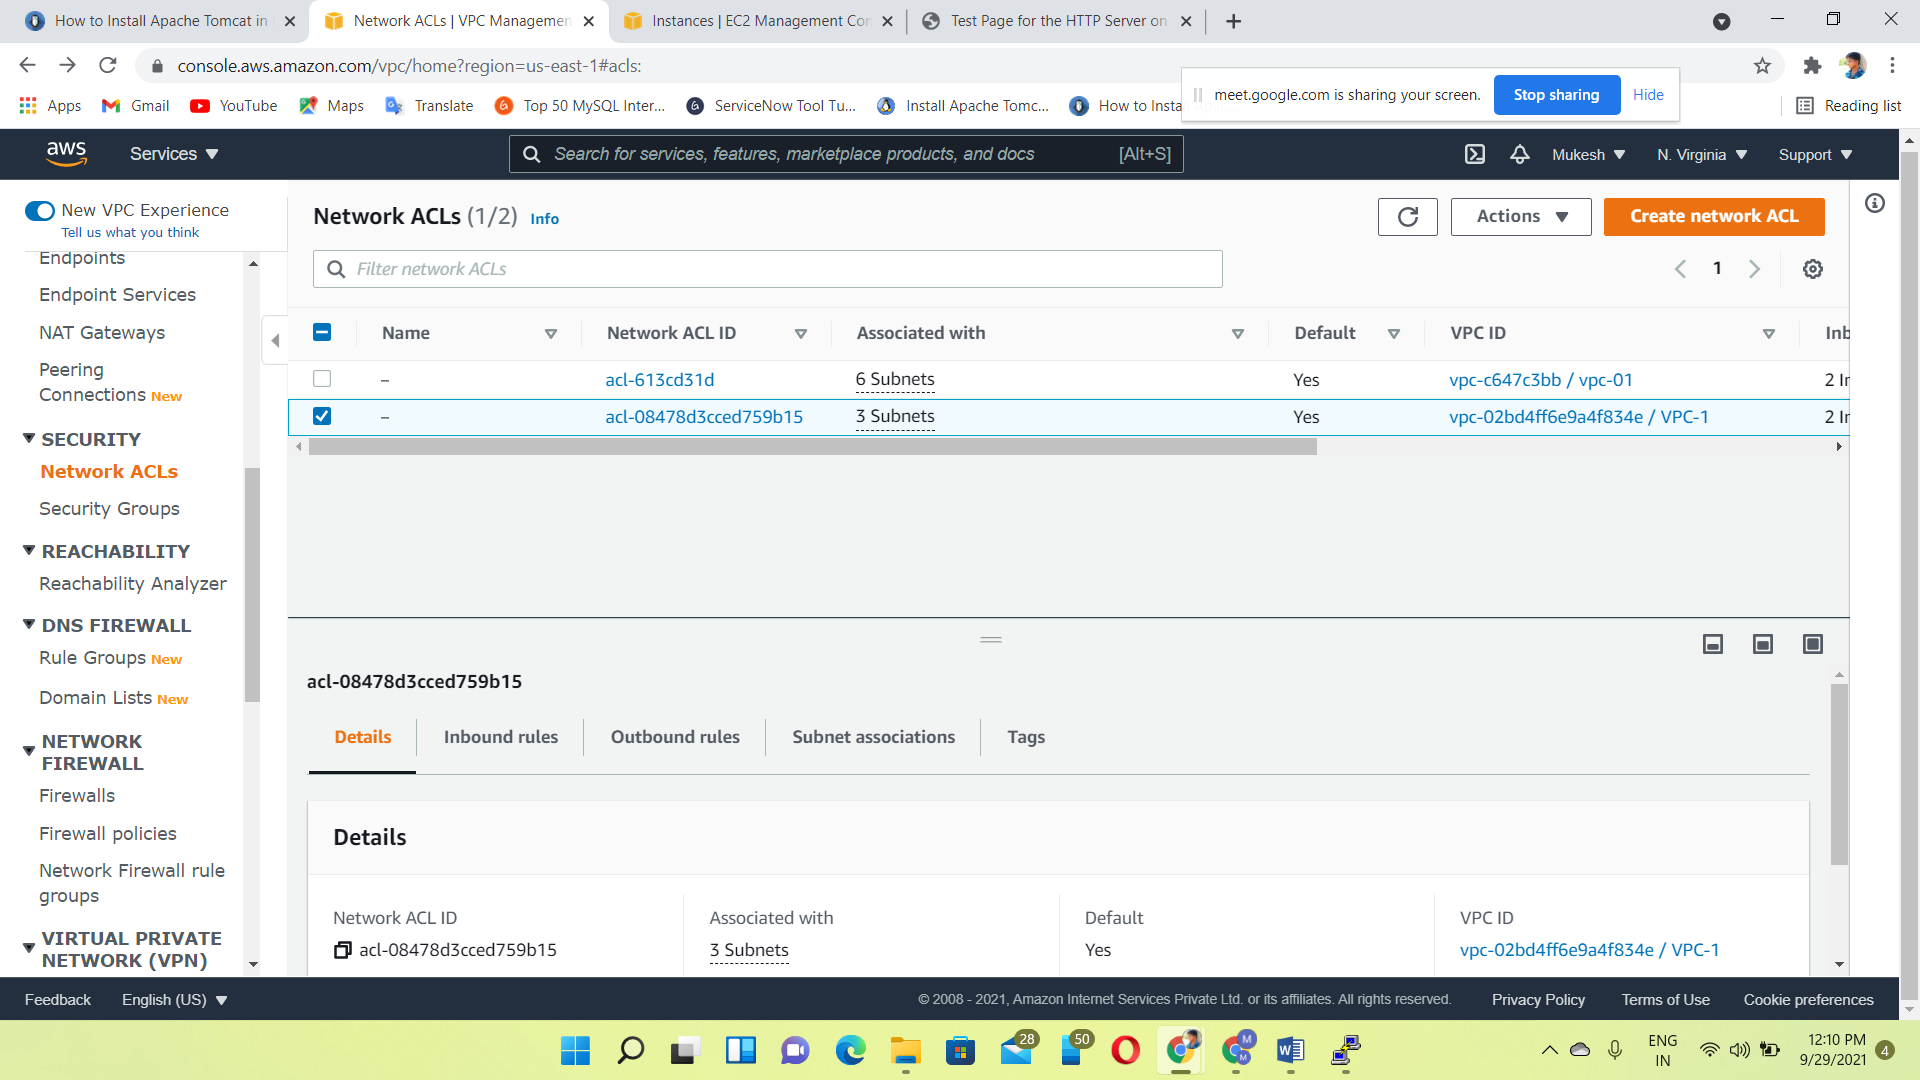 How to Install Apache Tomcat in
Network ACLs | VPC Managemen
Instances | EC2 Management Con
Test Page for the HTTP Server on
console.aws.amazon.com/vpc/home?region=us-east-1#acls:
Apps
Gmail
YouTube
Maps
Translate
Top 50 MySQL Inter...
ServiceNow Tool Tu...
Install Apache Tomc...
How to Insta
meet.google.com is sharing your screen.
Stop sharing
Hide
Reading list
aws
Services
Search for services, features, marketplace products, and docs
[Alt+S]
Mukesh
N. Virginia
Support
New VPC Experience
Tell us what you think
Endpoints
Endpoint Services
NAT Gateways
Peering
Connections New
SECURITY
Network ACLs
Security Groups
REACHABILITY
Reachability Analyzer
DNS FIREWALL
Rule Groups New
Domain Lists New
NETWORK
FIREWALL
Firewalls
Firewall policies
Network Firewall rule
groups
VIRTUAL PRIVATE
NETWORK (VPN)
Network ACLs (1/2) Info
Actions
Create network ACL
Filter network ACLs
1
Name
Network ACL ID
Associated with
Default
VPC ID
Inb
– acl-613cd31d 6 Subnets Yes vpc-c647c3bb / vpc-01 2 In
– acl-08478d3cced759b15 3 Subnets Yes vpc-02bd4ff6e9a4f834e / VPC-1 2 In
acl-08478d3cced759b15
Details
Inbound rules
Outbound rules
Subnet associations
Tags
Details
Network ACL ID
acl-08478d3cced759b15
Associated with
3 Subnets
Default
Yes
VPC ID
vpc-02bd4ff6e9a4f834e / VPC-1
Feedback
English (US)
© 2008 - 2021, Amazon Internet Services Private Ltd. or its affiliates. All rights reserved.
Privacy Policy
Terms of Use
Cookie preferences
28
50
M
M
ENG
IN
12:10 PM
9/29/2021
4